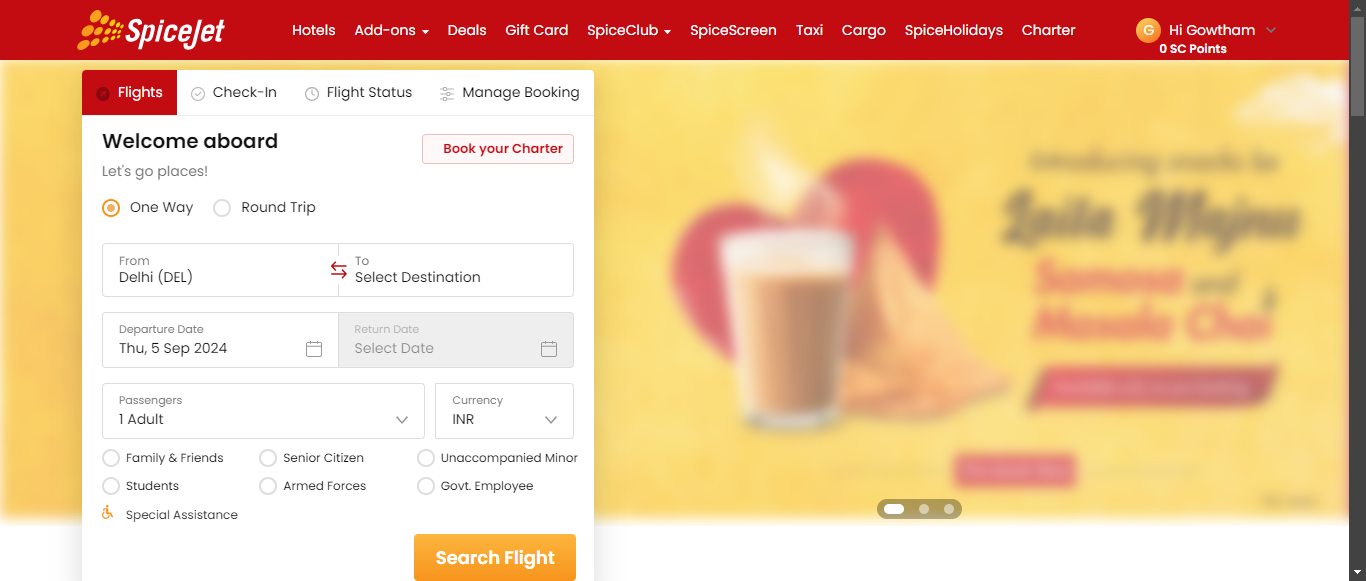 SpiceJet
Hotels Add-ons Deals Gift Card SpiceClub SpiceScreen Taxi Cargo SpiceHolidays Charter
G Hi Gowtham
0 SC Points
Flights Check-In Flight Status Manage Booking
Welcome aboard
Book your Charter
Let's go places!
One Way Round Trip
From To
Delhi (DEL) Select Destination
Departure Date Return Date
Thu, 5 Sep 2024 Select Date
Passengers Currency
1 Adult INR
Family & Friends Senior Citizen Unaccompanied Minor
Students Armed Forces Govt. Employee
Special Assistance
Search Flight
Introducing snacks ka
Laila Majnu
Samosa and
Masala Chai